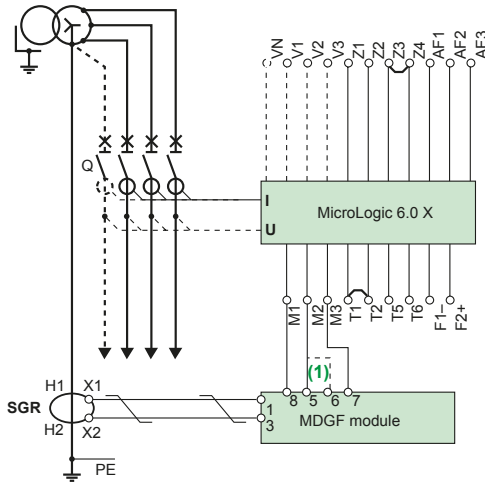 VN V1 V2 V3 Z1 Z2 Z3 Z4 AF1 AF2 AF3
Q
I
U
MicroLogic 6.0 X
M1 M2 M3 T1 T2 T5 T6 F1– F2+
(1)
H1 X1
SGR
H2 X2
1
3
8 5 6 7
MDGF module
PE